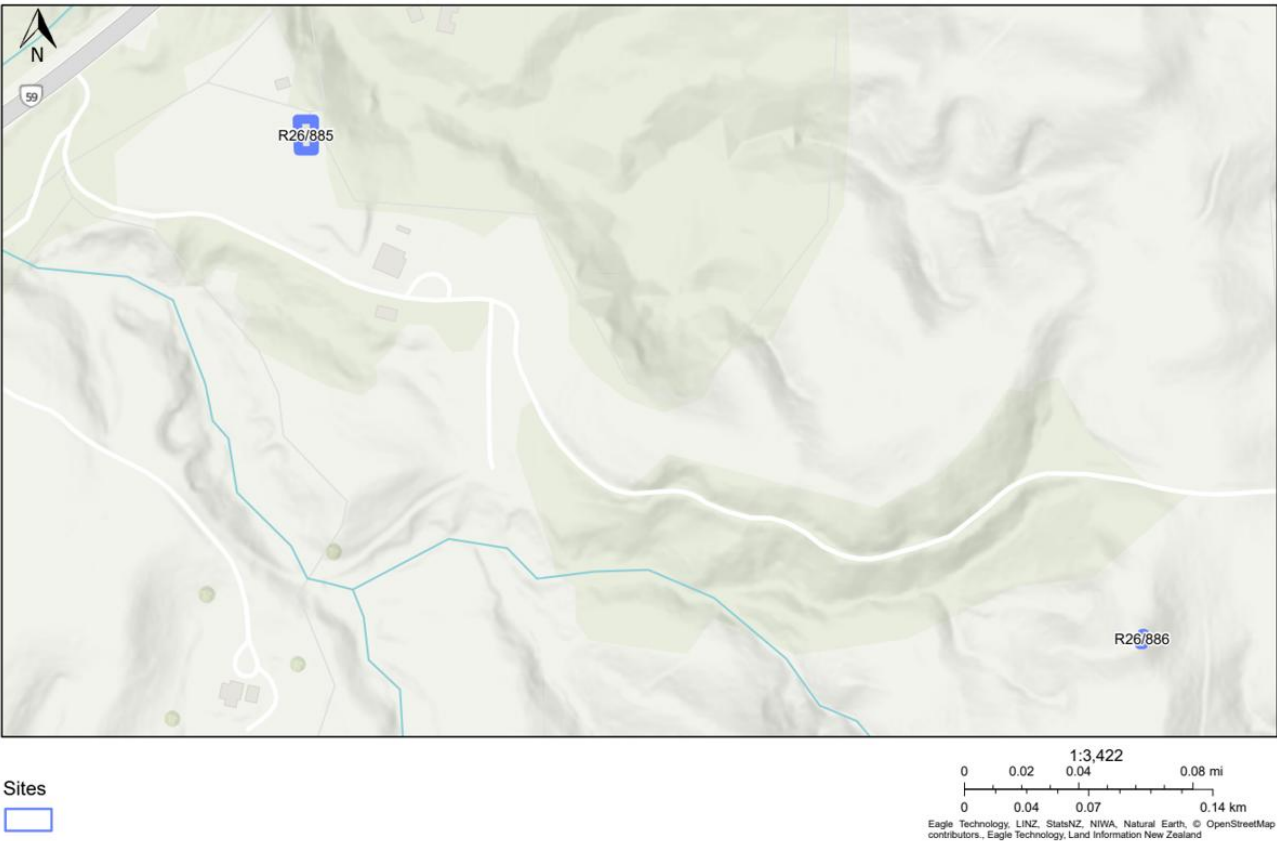 N
59
R26/885
R26/886
1:3,422
0 0.02 0.04 0.08 mi
0 0.04 0.07 0.14 km
Sites
Eagle Technology, LINZ, StatsNZ, NIWA, Natural Earth, © OpenStreetMap
contributors., Eagle Technology, Land Information New Zealand